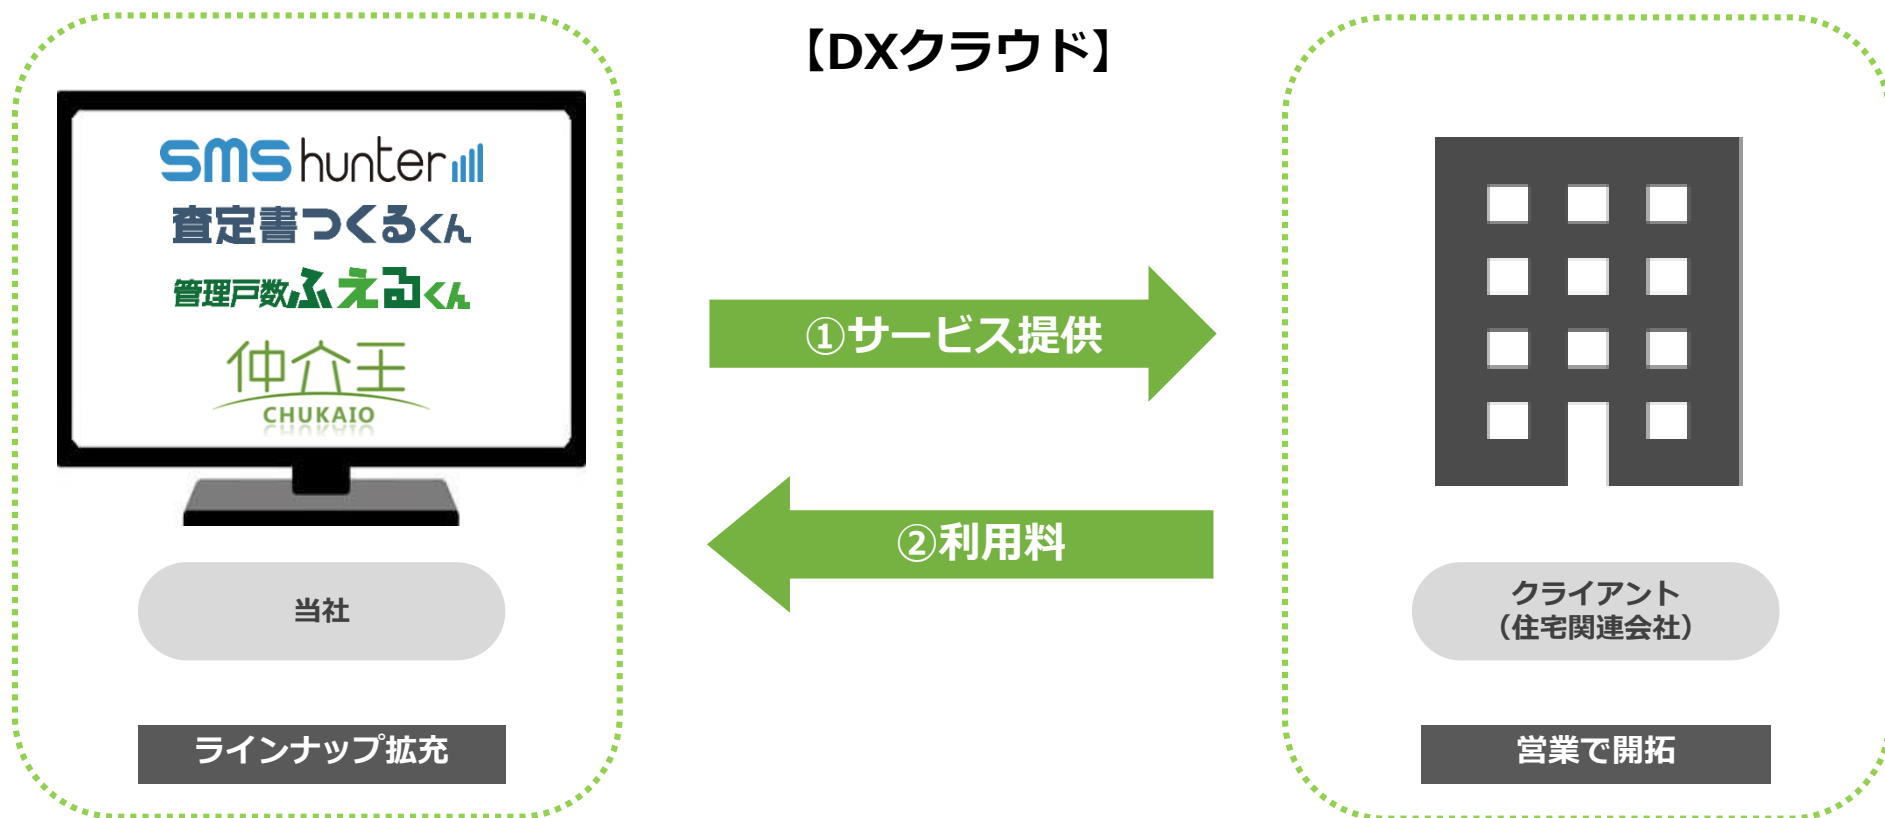 【DXクラウド】
SMS hunter
査定書つくるくん
管理戸数ふえるくん
仲介王
CHUKAIO
①サービス提供
②利用料
当社
クライアント
（住宅関連会社）
ラインナップ拡充
営業で開拓